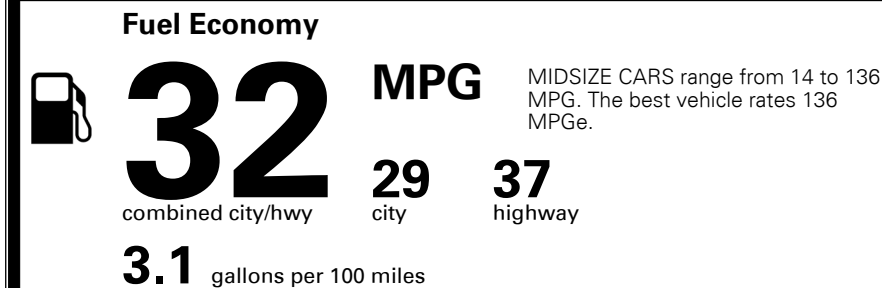 Fuel Economy
32 MPG
MIDSIZE CARS range from 14 to 136
MPG. The best vehicle rates 136
MPGe.
29 37
combined city/hwy city highway
3.1 gallons per 100 miles